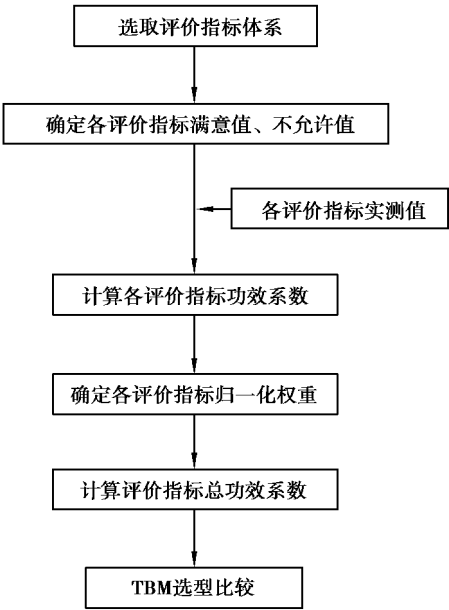 选取评价指标体系
确定各评价指标满意值、不允许值
各评价指标实测值
计算各评价指标功效系数
确定各评价指标归一化权重
计算评价指标总功效系数
TBM选型比较